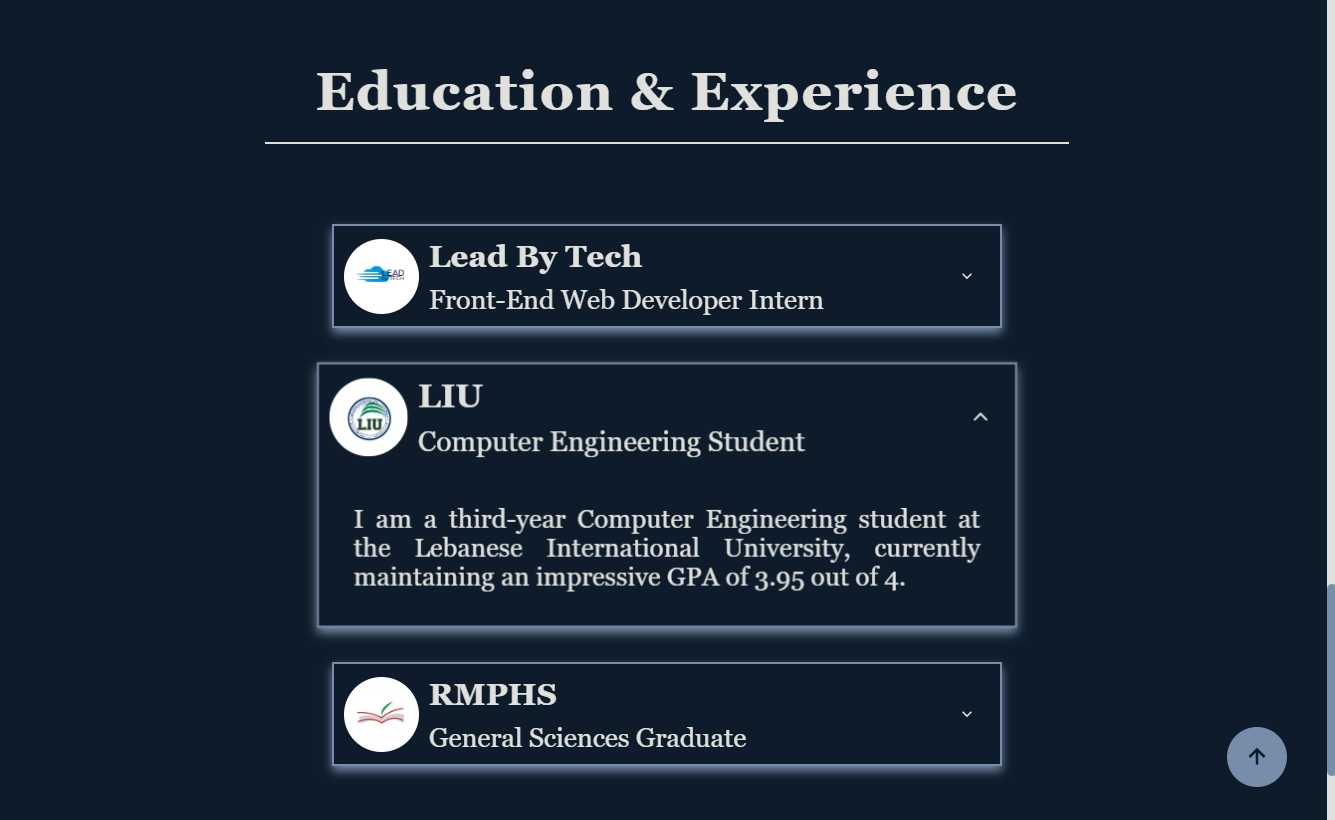 Education & Experience
LEAD
TECH
Lead By Tech
Front-End Web Developer Intern
LIU
LIU
Computer Engineering Student
I am a third-year Computer Engineering student at
the Lebanese International University, currently
maintaining an impressive GPA of 3.95 out of 4.
RMPHS
General Sciences Graduate